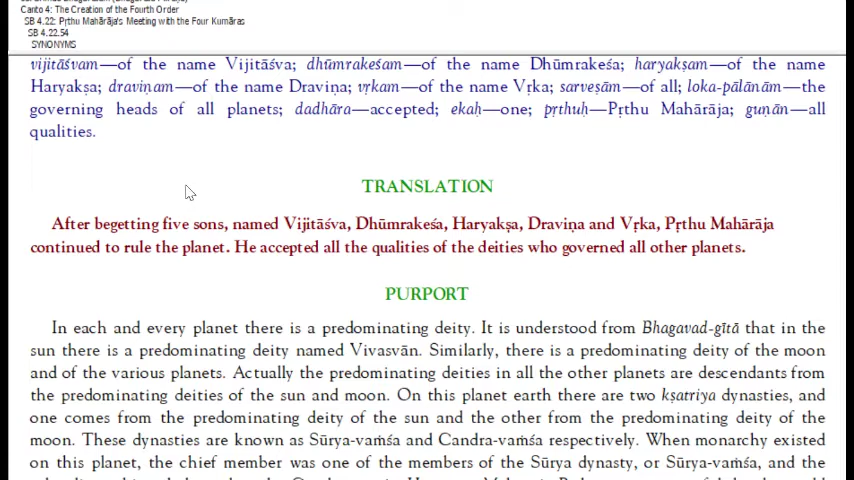 Canto 4: The Creation of the Fourth Order
SB 4.22: Pṛthu Mahārāja's Meeting with the Four Kumāras
SB 4.22.54
SYNONYMS
vijitāśvam—of the name Vijitāśva; dhūmrakeśam—of the name Dhūmrakeśa; haryakṣam—of the name
Haryakṣa; draviṇam—of the name Draviṇa; vṛkam—of the name Vṛka; sarveṣām—of all; loka-pālānām—the
governing heads of all planets; dadhāra—accepted; ekaḥ—one; pṛthuḥ—Pṛthu Mahārāja; guṇān—all
qualities.
TRANSLATION
After begetting five sons, named Vijitāśva, Dhūmrakeśa, Haryakṣa, Draviṇa and Vṛka, Pṛthu Mahārāja
continued to rule the planet. He accepted all the qualities of the deities who governed all other planets.
PURPORT
In each and every planet there is a predominating deity. It is understood from Bhagavad-gītā that in the
sun there is a predominating deity named Vivasvān. Similarly, there is a predominating deity of the moon
and of the various planets. Actually the predominating deities in all the other planets are descendants from
the predominating deities of the sun and moon. On this planet earth there are two kṣatriya dynasties, and
one comes from the predominating deity of the sun and the other from the predominating deity of the
moon. These dynasties are known as Sūrya-vaṁśa and Candra-vaṁśa respectively. When monarchy existed
on this planet, the chief member was one of the members of the Sūrya dynasty, or Sūrya-vaṁśa, and the